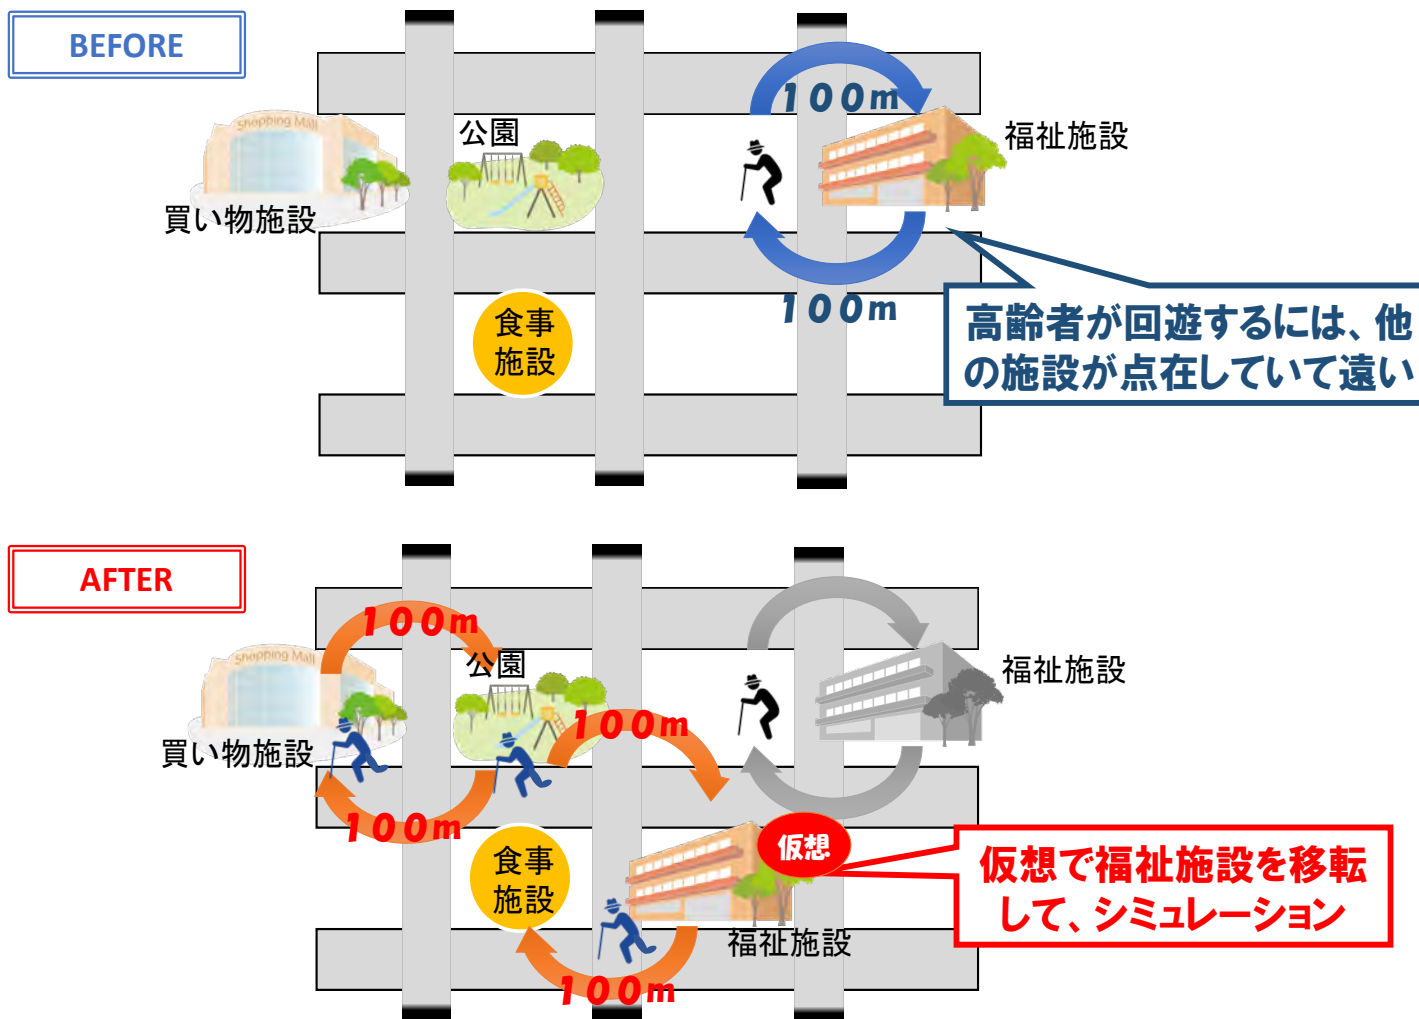 BEFORE
100m
Shopping Mall
公園
福祉施設
買い物施設
100m
食事
施設
高齢者が回遊するには、他
の施設が点在していて遠い
AFTER
100m
Shopping Mall
公園
福祉施設
100m
買い物施設
100m
仮想
食事
施設
仮想で福祉施設を移転
して、シミュレーション
福祉施設
100m